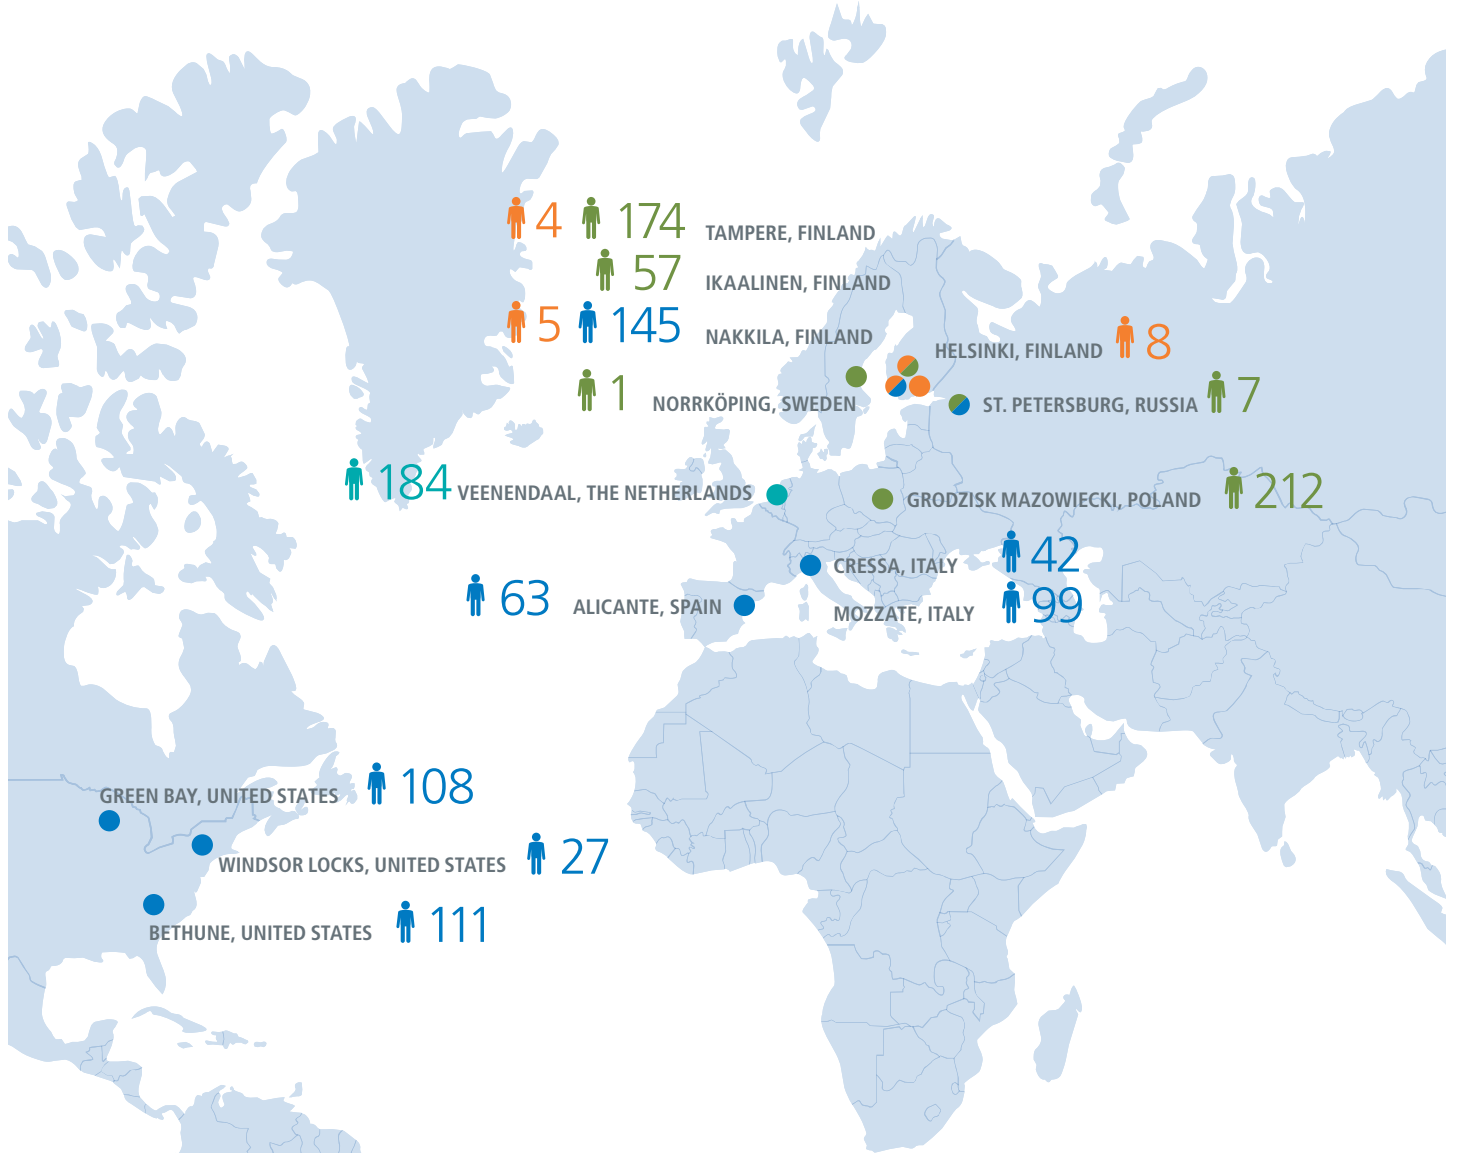 4 174 TAMPERE, FINLAND
57 IKAALINEN, FINLAND
5 145 NAKKILA, FINLAND
HELSINKI, FINLAND 8
1 NORRKÖPING, SWEDEN
ST. PETERSBURG, RUSSIA 7
184 VEENENDAAL, THE NETHERLANDS
GRODZISK MAZOWIECKI, POLAND 212
CRESSA, ITALY 42
63 ALICANTE, SPAIN
MOZZATE, ITALY 99
GREEN BAY, UNITED STATES 108
WINDSOR LOCKS, UNITED STATES 27
BETHUNE, UNITED STATES 111